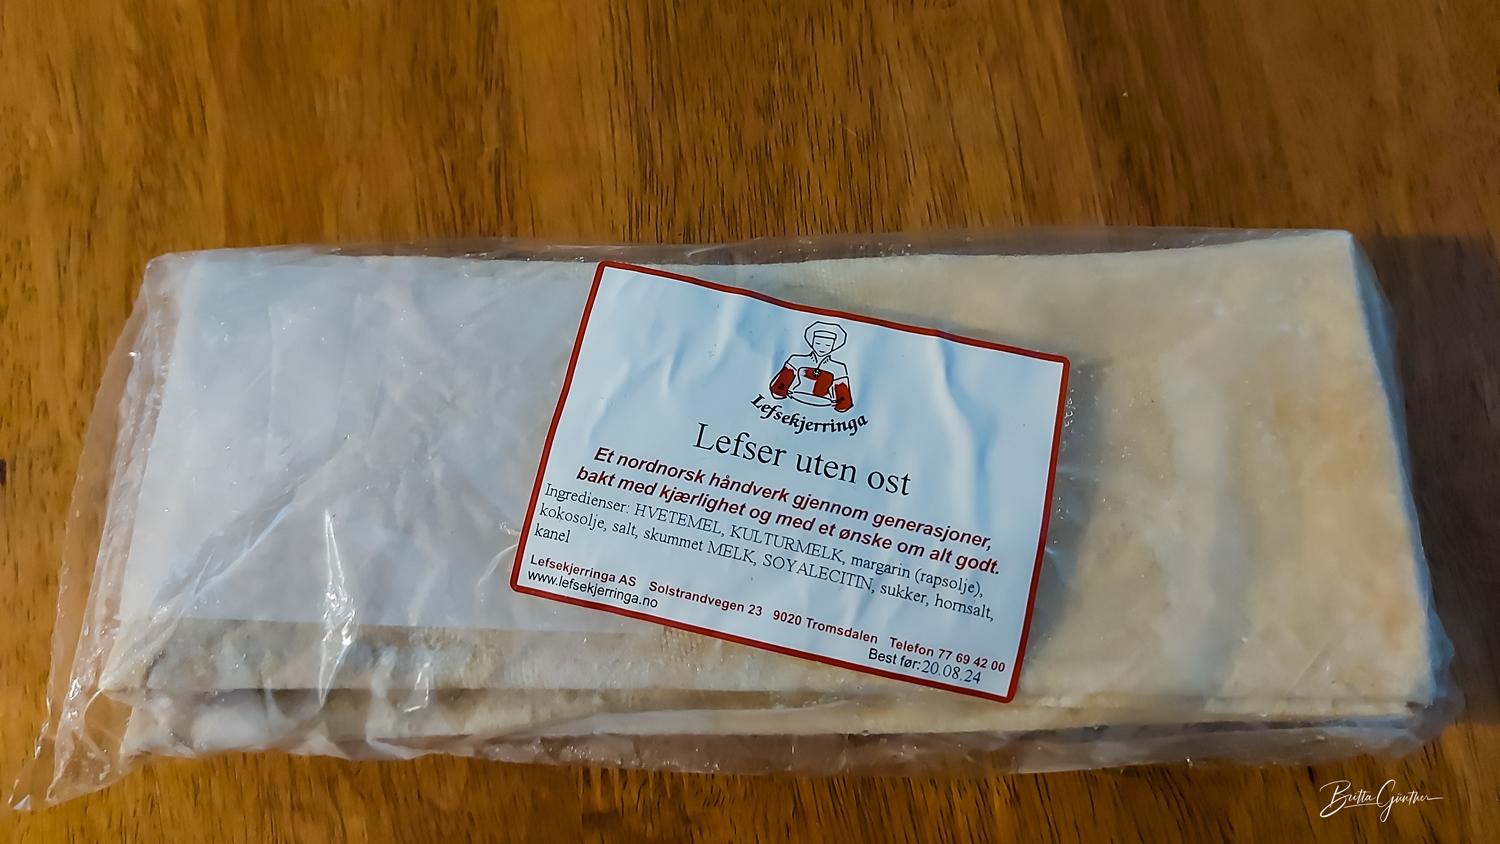 Lefsekjerringa
Lefser uten ost
Et nordnorsk håndverk gjennom generasjoner,
bakt med kjærlighet og med et ønske om alt godt.
Ingredienser: HVETEMEL, KULTURMELK, margarin (rapsolje),
kokosolje, salt, skummet MELK, SOYALECITIN, sukker, hornsalt,
kanel
Lefsekjerringa AS Solstrandvegen 23 9020 Tromsdalen Telefon 77 69 42 00
www.lefsekjerringa.no
Best før:20.08.24
Britta Günther